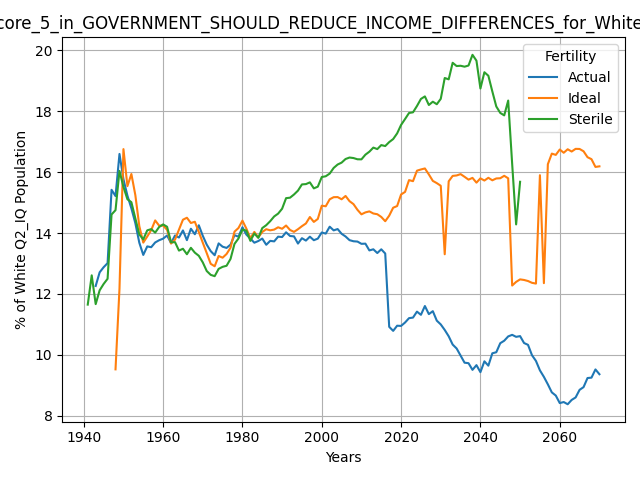 core_5_in_GOVERNMENT_SHOULD_REDUCE_INCOME_DIFFERENCES_for_White
Fertility
Actual
Ideal
Sterile
% of White Q2_IQ Population
20
18
16
14
12
10
8
1940
1960
1980
2000
2020
2040
2060
Years